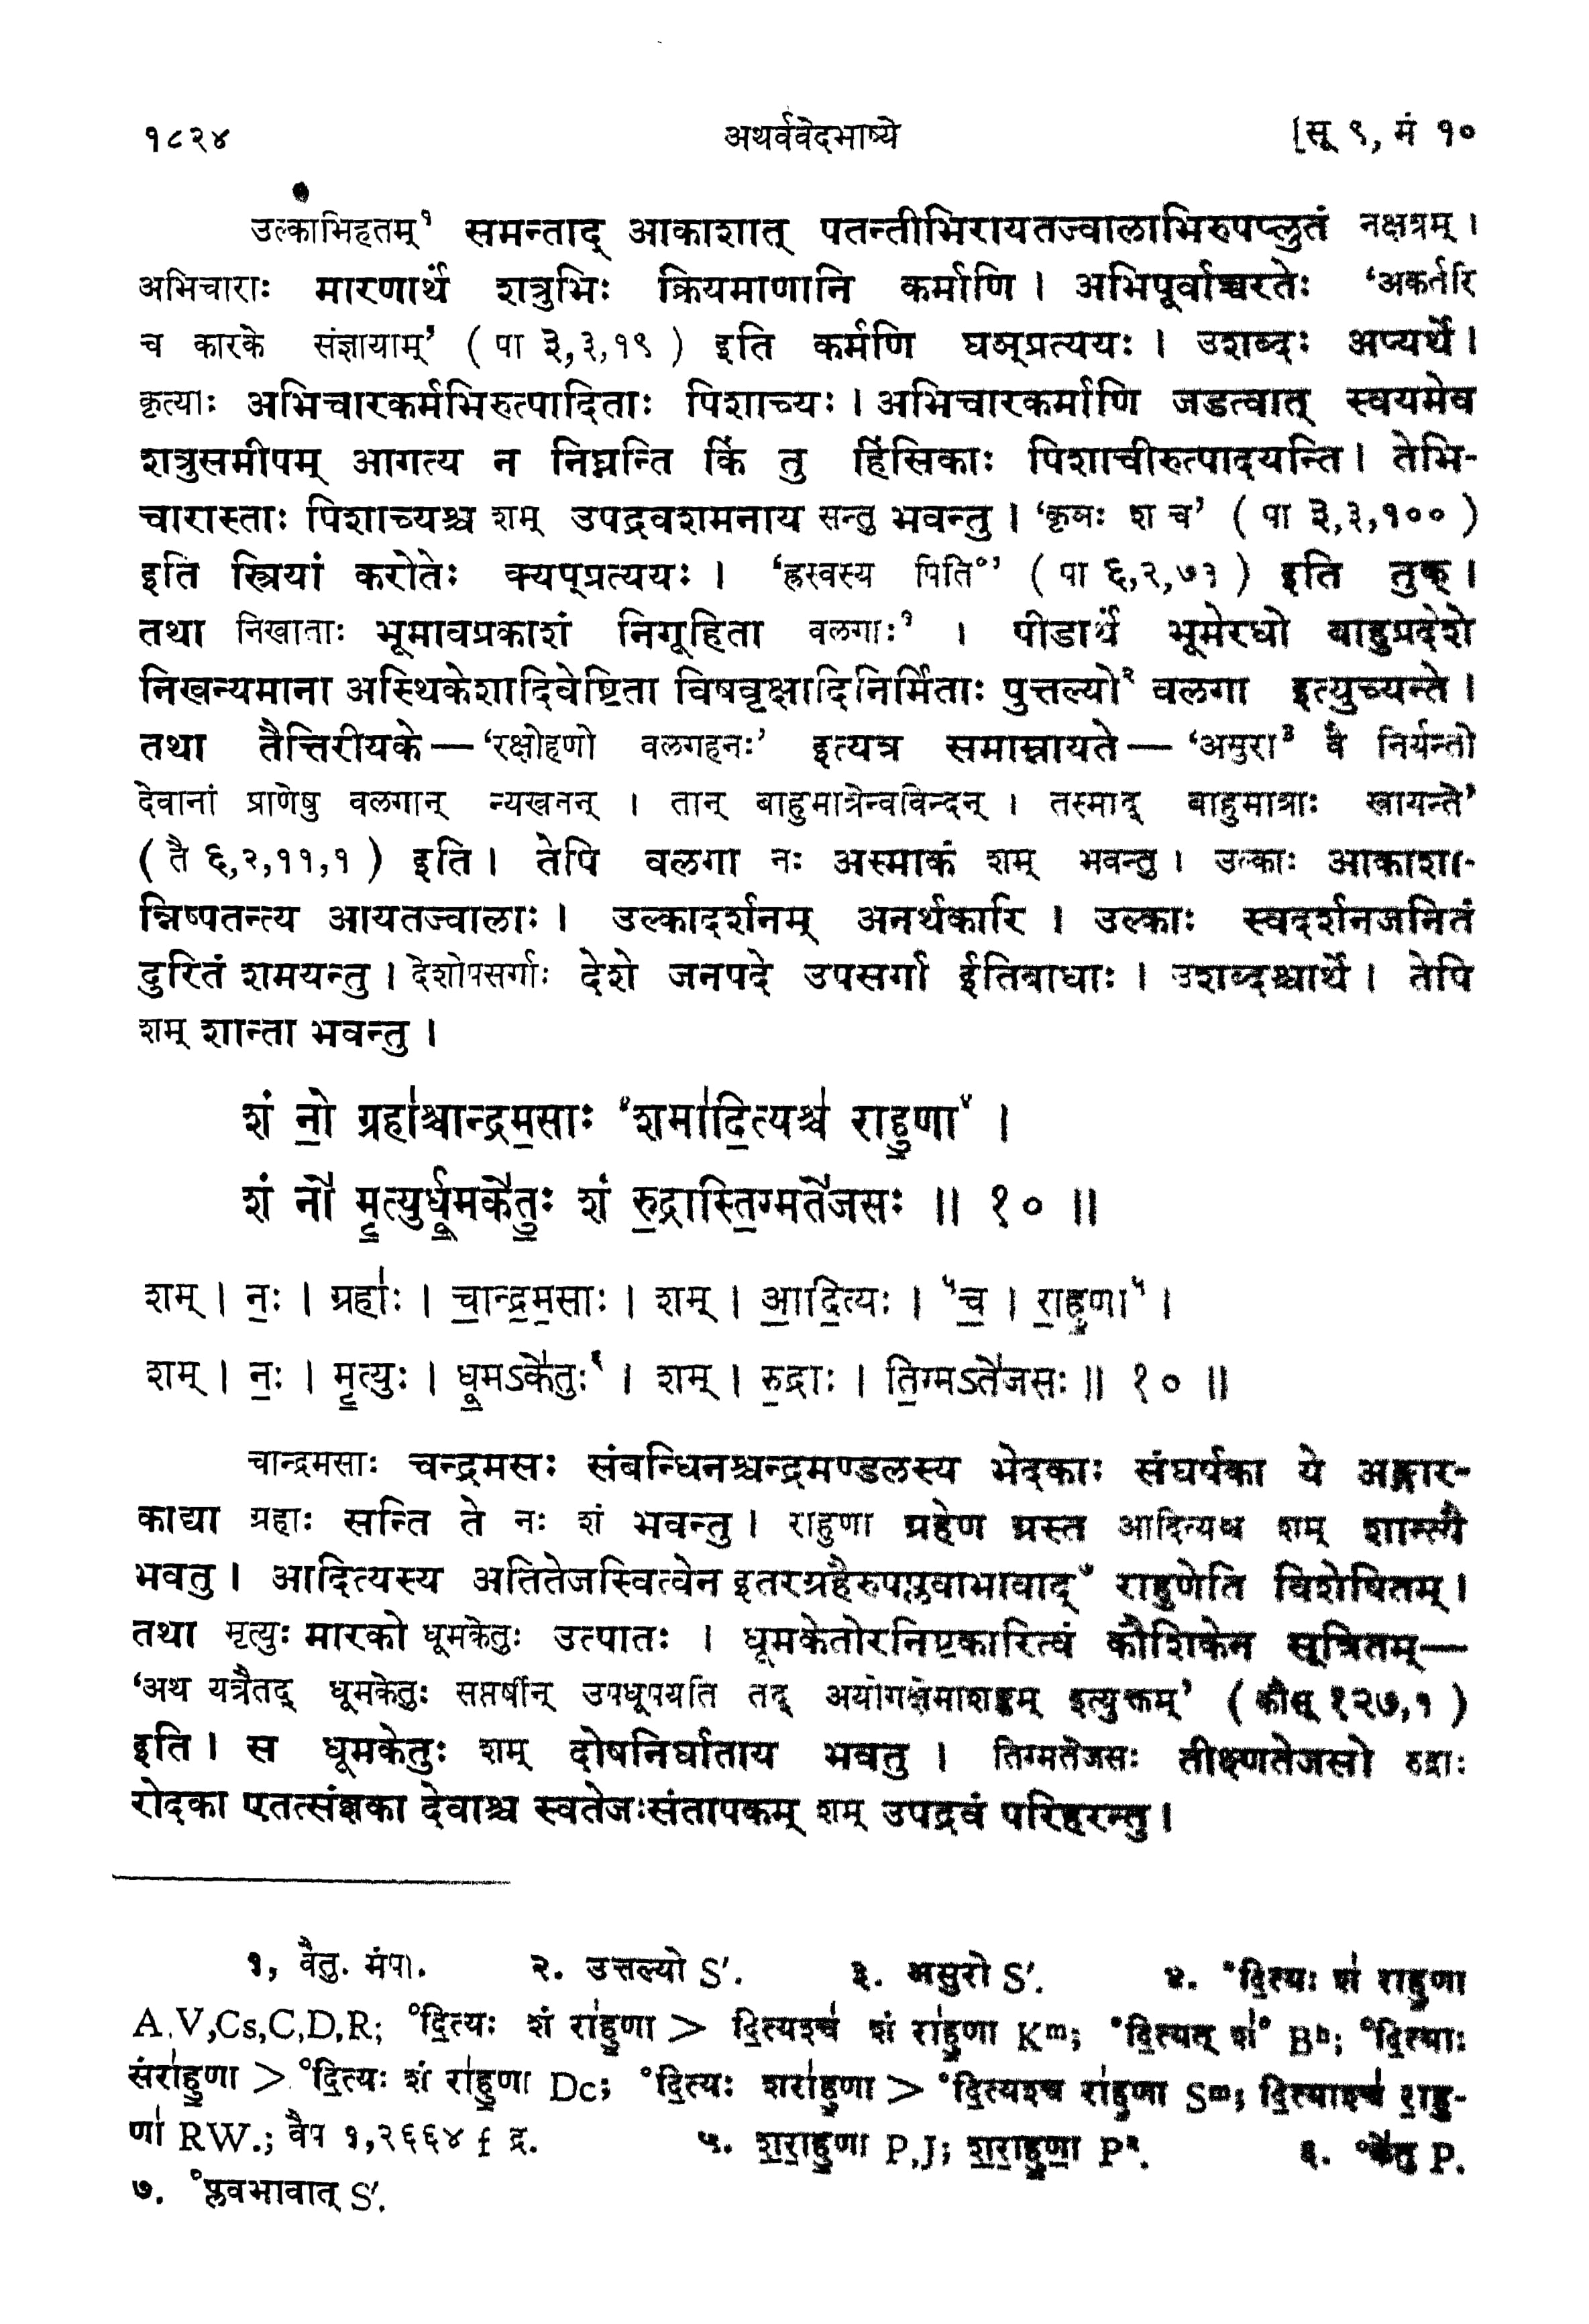 १८२४ अथर्ववेदभाष्ये [सू ९, मं १०
उल्काभिहतम्¹ समन्ताद् आकाशात् पतन्तीभिरायतज्वालाभिरुपप्लुतं नक्षत्रम् ।
अभिचाराः मारणार्थं शत्रुभिः क्रियमाणानि कर्माणि । अभिपूर्वाच्चरतेः ‘अकर्तरि
च कारके संज्ञायाम्’ ( पा ३,३,१९ ) इति कर्मणि घञ्प्रत्ययः । उशब्दः अप्यर्थे ।
कृत्याः अभिचारकर्मभिरुत्पादिताः पिशाच्यः । अभिचारकर्माणि जडत्वात् स्वयमेव
शत्रुसमीपम् आगत्य न निघ्नन्ति किं तु हिंसिकाः पिशाचीरुत्पादयन्ति । तेभि-
चारास्ताः पिशाच्यश्च शम् उपद्रवशमनाय सन्तु भवन्तु । ‘कृञः श च’ ( पा ३,३,१०० )
इति स्त्रियां करोतेः क्यप्प्रत्ययः । ‘ह्रस्वस्य पिति°’ ( पा ६,२,७१ ) इति तुक् ।
तथा निखाताः भूमावप्रकाशं निगूहिता वलगाः¹ । पीडार्थं भूमेरधो बाहुप्रदेशे
निखन्यमाना अस्थिकेशादिवेष्टिता विषवृक्षादिनिर्मिताः पुत्तल्यो² वलगा इत्युच्यन्ते ।
तथा तैत्तिरीयके — ‘रक्षोहणो वलगहनः’ इत्यत्र समाम्नायते — ‘असुरा³ वै निर्यन्तो
देवानां प्राणेषु वलगान् न्यखनन् । तान् बाहुमात्रेन्वविन्दन् । तस्माद् बाहुमात्राः खायन्ते’
( तै ६,२,११,१ ) इति । तेपि वलगा नः अस्माकं शम् भवन्तु । उल्काः आकाशा-
न्निष्पतन्त्य आयतज्वालाः । उल्कादर्शनम् अनर्थकारि । उल्काः स्वदर्शनजनितं
दुरितं शमयन्तु । देशोपसर्गाः देशे जनपदे उपसर्गा ईतिबाधाः । उशब्दश्चार्थे । तेपि
शम् शान्ता भवन्तु ।
शं नो॒ ग्रहा॑श्चान्द्रम॒साः ⁴शमा॑दि॒त्यश्च॑ राहु॒णा⁴ ।
शं नो॑ मृ॒त्युर्धू॒मके॑तुः॒ शं रु॒द्रास्ति॒ग्मते॑जसः ॥ १० ॥
शम् । नः॒ । ग्रहाः॑ । चा॒न्द्र॒म॒साः । शम् । आ॒दि॒त्यः । ⁵च॒ । रा॒हु॒णा⁵ ।
शम् । नः॒ । मृ॒त्युः । धू॒मऽके॑तुः⁶ । शम् । रु॒द्राः । ति॒ग्मऽते॑जसः ॥ १० ॥
चान्द्रमसाः चन्द्रमसः संबन्धिनश्चन्द्रमण्डलस्य भेदकाः संघर्षका ये अङ्गार-
काद्या ग्रहाः सन्ति ते नः शं भवन्तु । राहुणा ग्रहेण ग्रस्त आदित्यश्च शम् शान्त्यै
भवतु । आदित्यस्य अतितेजस्वित्वेन इतरग्रहैरुपप्लवाभावाद्⁷ राहुणेति विशेषितम् ।
तथा मृत्युः मारको धूमकेतुः उत्पातः । धूमकेतोरनिष्टकारित्वं कौशिकेन सूत्रितम् —
‘अथ यत्रैतद् धूमकेतुः सप्तर्षीन् उपधूपयति तद् अयोगक्षेमाशङ्कम् इत्युक्तम्’ ( कौसू १२७,१ )
इति । स धूमकेतुः शम् दोषनिर्घाताय भवतु । तिग्मतेजसः तीक्ष्णतेजसो रुद्राः
रोदका एतत्संज्ञका देवाश्च स्वतेजःसंतापकम् शम् उपद्रवं परिहरन्तु ।
१, वैतु. मंपा. २. उत्तल्यो S′. ३. असुरो S′. ४. °दि॒त्यः शं॑ राहु॒णा
A,V,Cs,C,D,R; °दि॒त्यः शं रा॑हु॒णा > दि॒त्यश्च॑ शं रा॑हु॒णा Kᵐ; °दि॒त्यत् शं॑° Bʰ; °दि॒त्याः
संरा॑हु॒णा > °दि॒त्यः शं रा॑हु॒णा Dc; °दि॒त्यः शरा॑हु॒णा > °दि॒त्यश्च रा॑हु॒णा Sᵐ; दि॒त्याश्च॑ रा॒हु-
णा॑ RW.; वैप १,२६६४ f द्र. ५. श॒रा॒हु॒णा P,J; श॒रा॒हु॒णा॒ P². ६. °केतु P.
७. °प्लवभावात् S′.